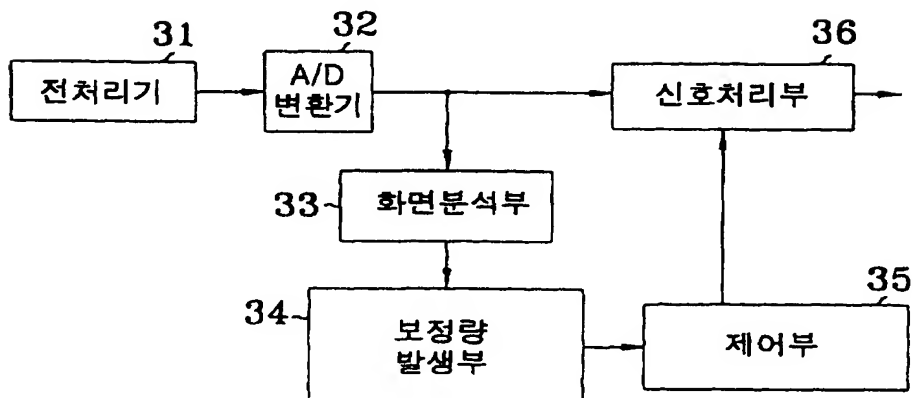 31
전처리기
32
A/D
변환기
36
신호처리부
33
화면분석부
34
보정량
발생부
35
제어부